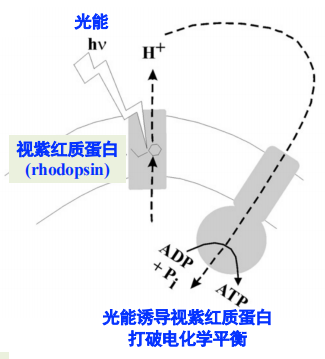 光能
hν
H+
视紫红质蛋白
(rhodopsin)
ADP
+ Pi
ATP
光能诱导视紫红质蛋白
打破电化学平衡